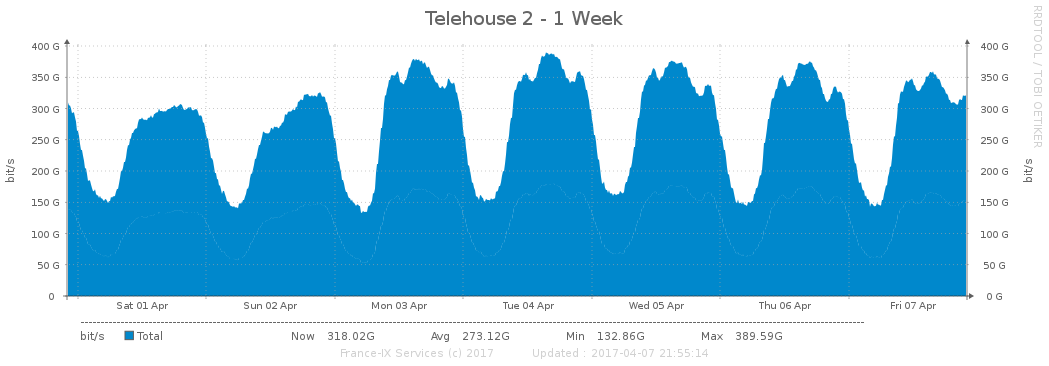 Telehouse 2 - 1 Week
RRDTOOL / TOBI OETIKER
400 G 400 G
350 G 350 G
300 G 300 G
250 G 250 G
200 G 200 G
150 G 150 G
100 G 100 G
50 G 50 G
0 0 G
bit/s bit/s
Sat 01 Apr Sun 02 Apr Mon 03 Apr Tue 04 Apr Wed 05 Apr Thu 06 Apr Fri 07 Apr
bit/s Total Now 318.02G Avg 273.12G Min 132.86G Max 389.59G
France-IX Services (c) 2017 Updated : 2017-04-07 21:55:14